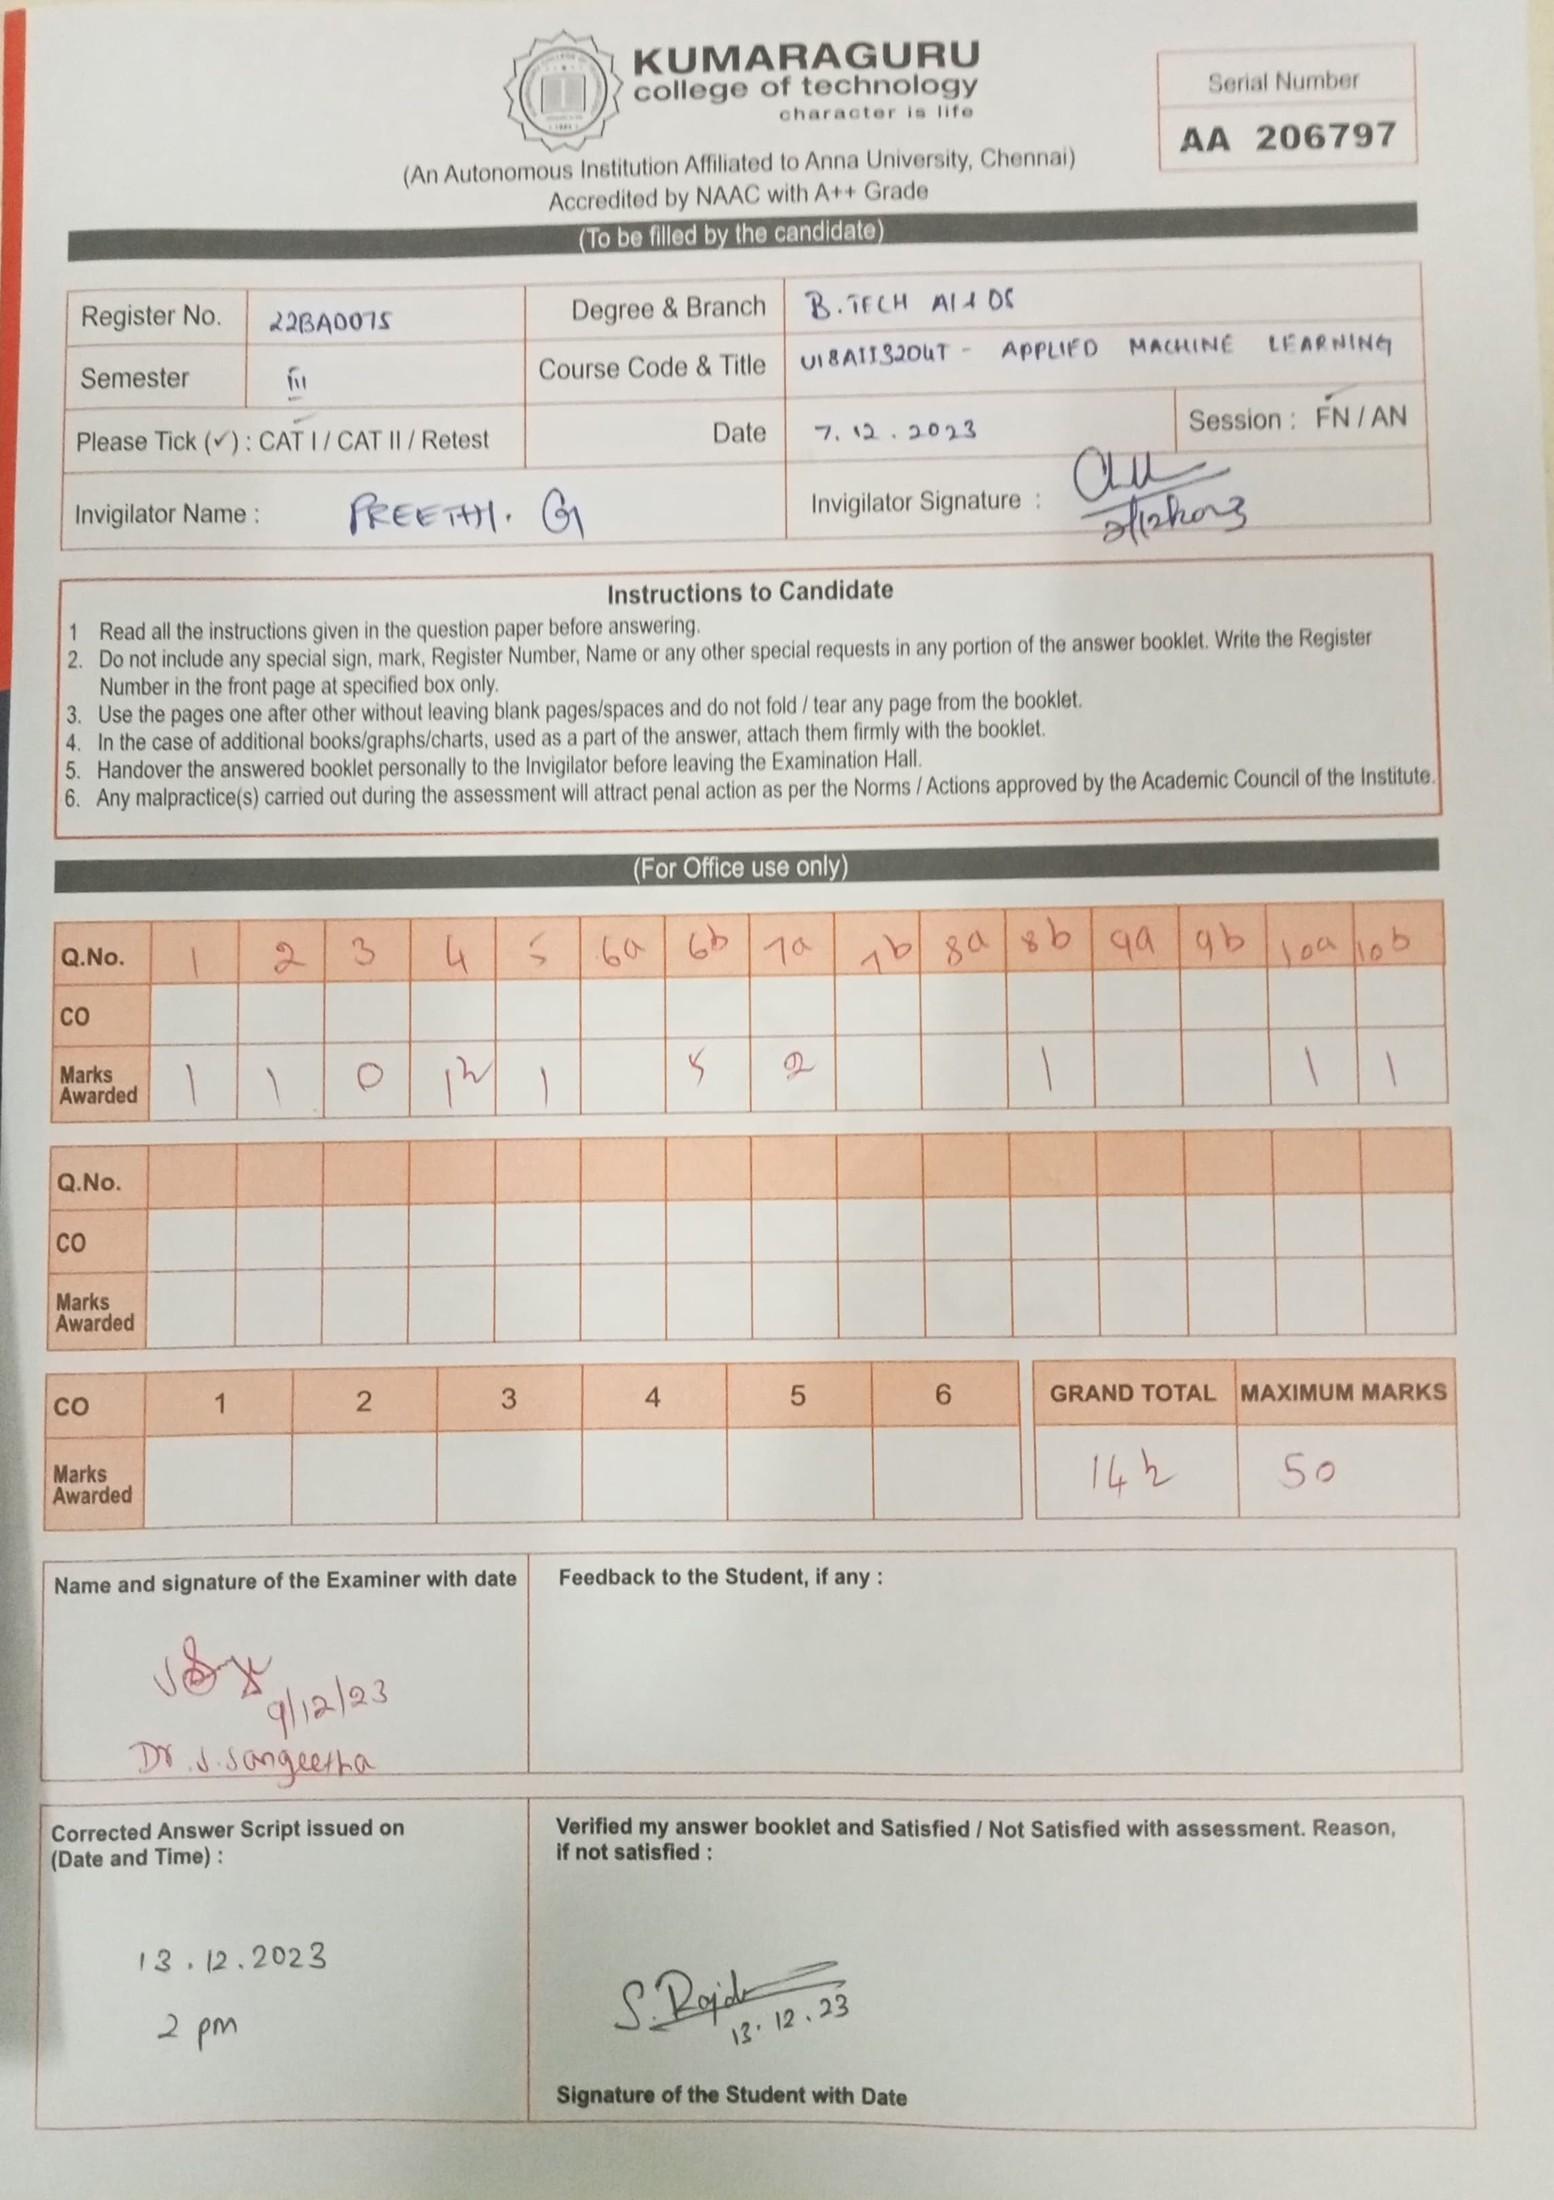 KUMARAGURU
college of technology
character is life
Serial Number
AA 206797
(An Autonomous Institution Affiliated to Anna University, Chennai)
Accredited by NAAC with A++ Grade
(To be filled by the candidate)
Register No. 22BAD075 Degree & Branch B.TECH AI & DS
Semester III Course Code & Title U18AII3204T - APPLIED MACHINE LEARNING
Please Tick (✓) : CAT I / CAT II / Retest Date 7.12.2023 Session : FN / AN
Invigilator Name : PREETHI. G Invigilator Signature :
Instructions to Candidate
1 Read all the instructions given in the question paper before answering.
2. Do not include any special sign, mark, Register Number, Name or any other special requests in any portion of the answer booklet. Write the Register
Number in the front page at specified box only.
3. Use the pages one after other without leaving blank pages/spaces and do not fold / tear any page from the booklet.
4. In the case of additional books/graphs/charts, used as a part of the answer, attach them firmly with the booklet.
5. Handover the answered booklet personally to the Invigilator before leaving the Examination Hall.
6. Any malpractice(s) carried out during the assessment will attract penal action as per the Norms / Actions approved by the Academic Council of the Institute.
(For Office use only)
Q.No. 1 2 3 4 5 6a 6b 7a 7b 8a 8b 9a 9b 10a 10b
CO
Marks Awarded 1 1 0 1½ 1 5 2 1 1 1
Q.No.
CO
Marks Awarded
CO 1 2 3 4 5 6 GRAND TOTAL MAXIMUM MARKS
Marks Awarded 14½ 50
Name and signature of the Examiner with date Feedback to the Student, if any :
9/12/23
Dr. S. Sangeetha
Corrected Answer Script issued on
(Date and Time) :
Verified my answer booklet and Satisfied / Not Satisfied with assessment. Reason,
if not satisfied :
13.12.2023
2 pm
13.12.23
Signature of the Student with Date